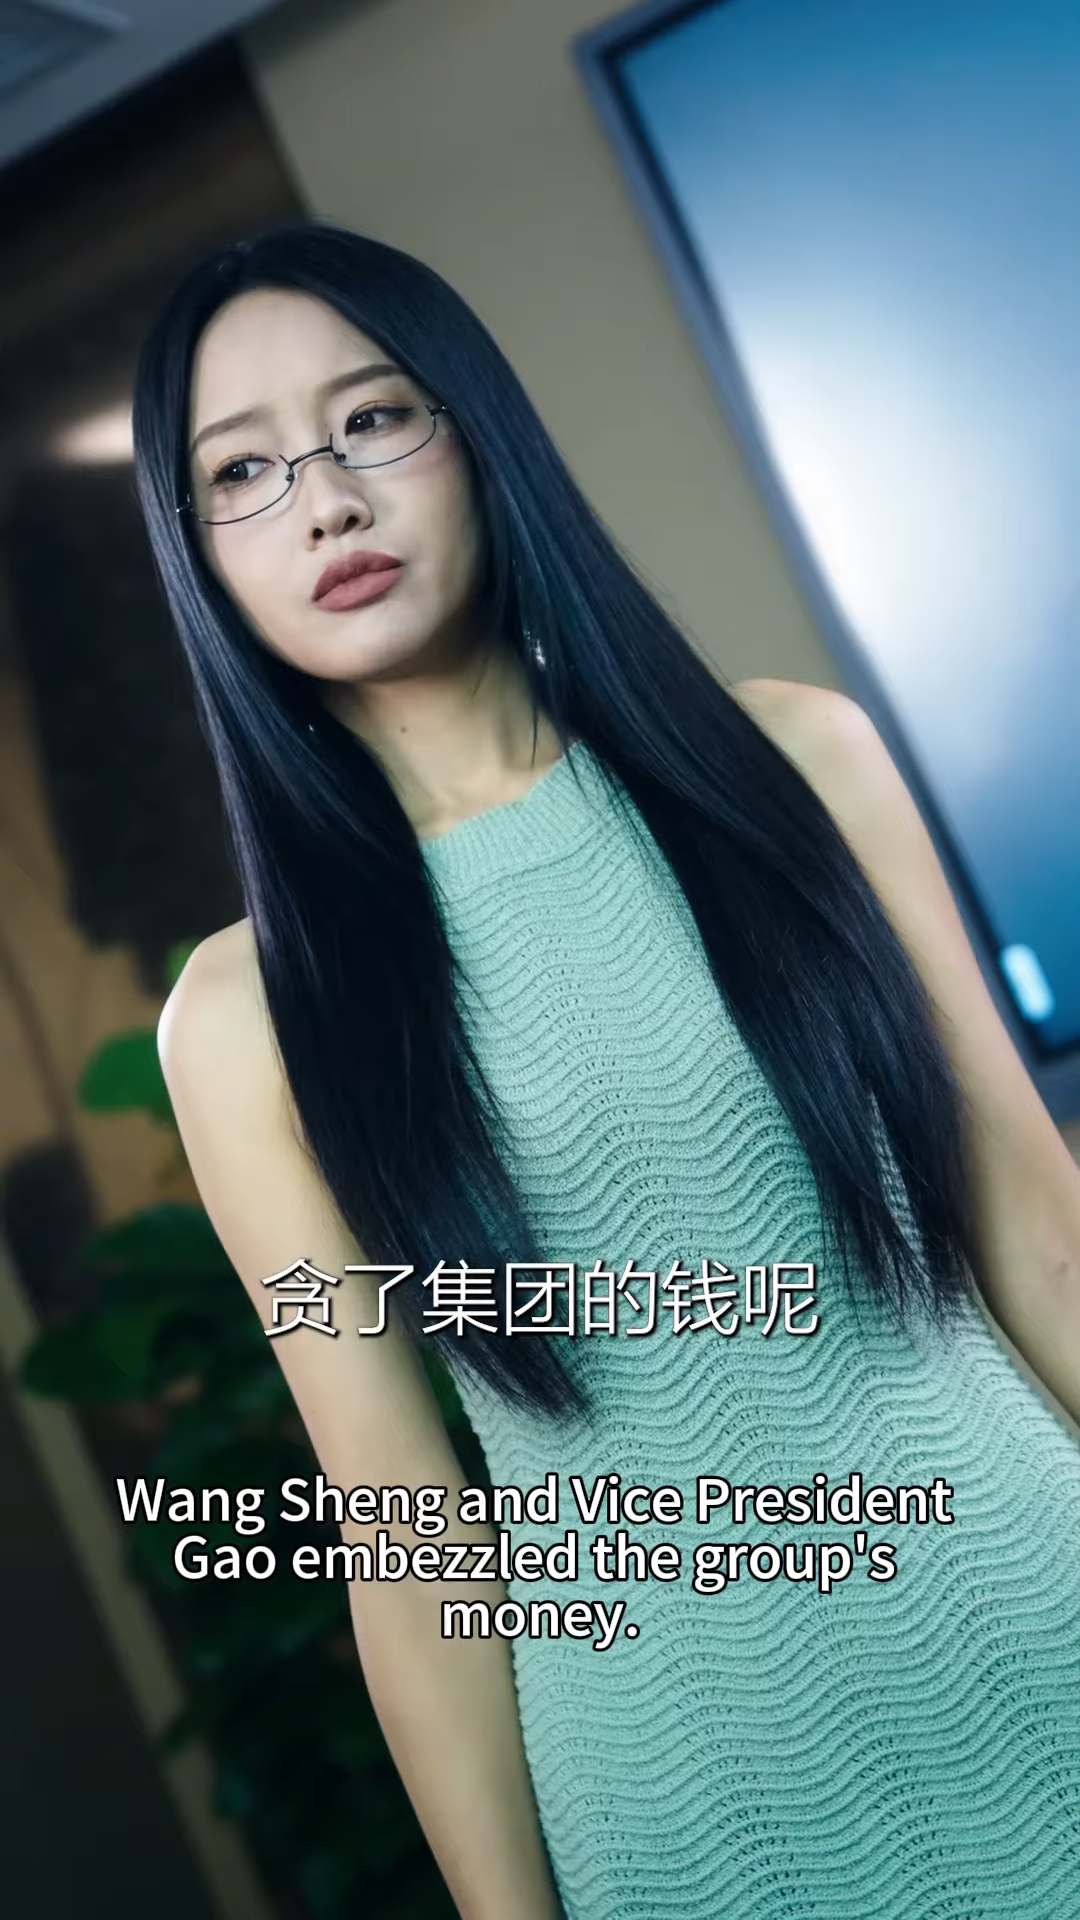 贪了集团的钱呢
Wang Sheng and Vice President
Gao embezzled the group's
money.